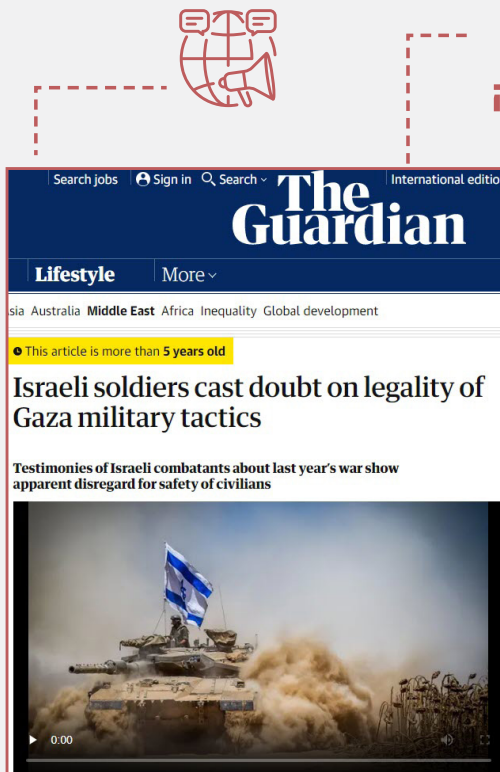 Search jobs Sign in Search International editio
The
Guardian
Lifestyle More
sia Australia Middle East Africa Inequality Global development
This article is more than 5 years old
Israeli soldiers cast doubt on legality of
Gaza military tactics
Testimonies of Israeli combatants about last year's war show
apparent disregard for safety of civilians
0:00